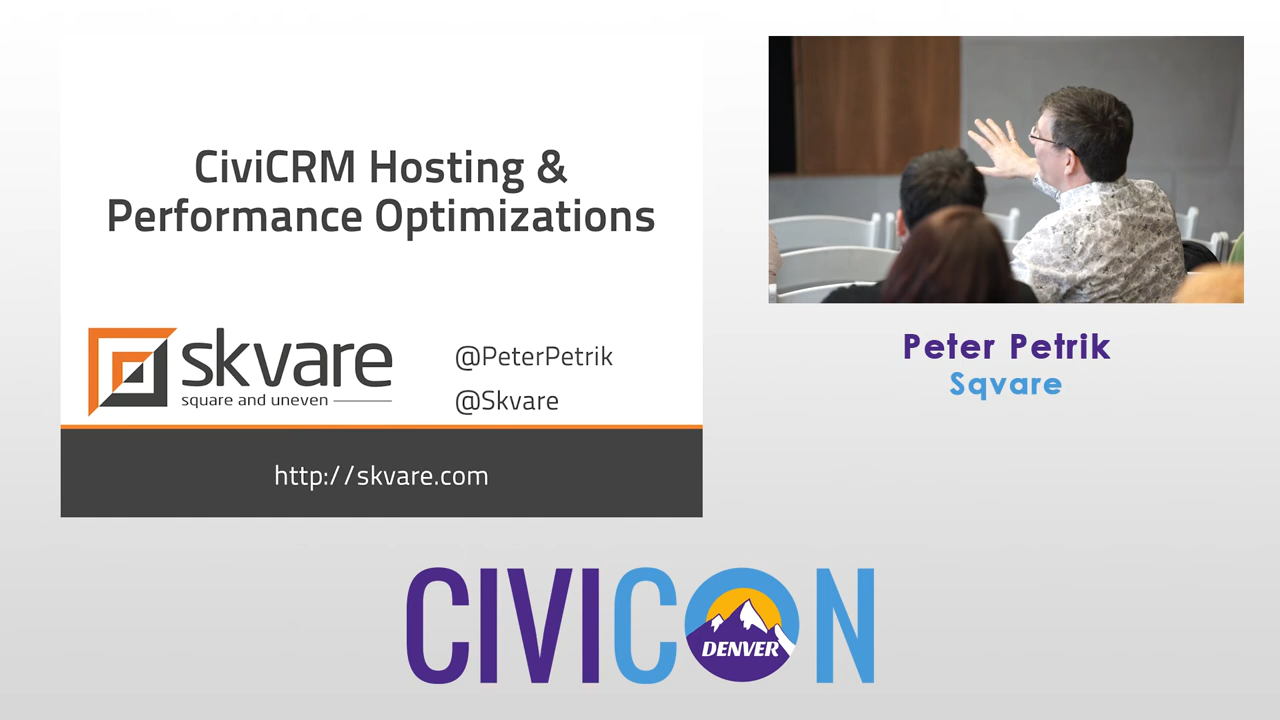 CiviCRM Hosting &
Performance Optimizations
skvare
square and uneven
@PeterPetrik
@Skvare
http://skvare.com
Peter Petrik
Sqvare
CIVICON
DENVER